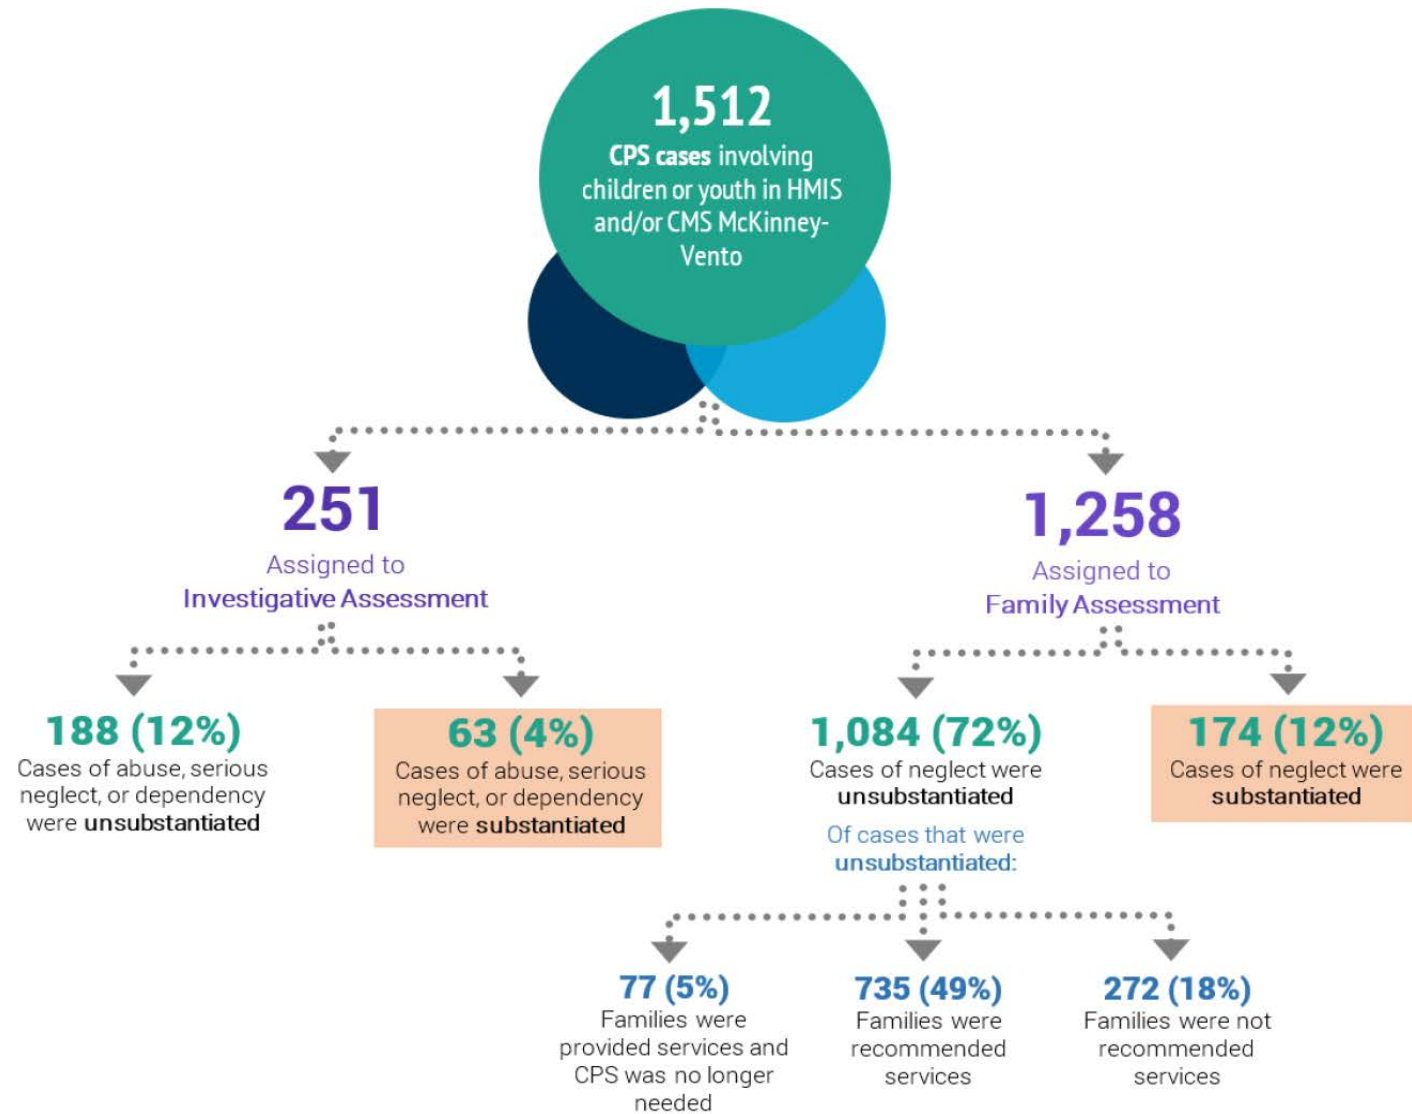 1,512
CPS cases involving
children or youth in HMIS
and/or CMS McKinney-
Vento
251
Assigned to
Investigative Assessment
1,258
Assigned to
Family Assessment
188 (12%)
Cases of abuse, serious
neglect, or dependency
were unsubstantiated
63 (4%)
Cases of abuse, serious
neglect, or dependency
were substantiated
1,084 (72%)
Cases of neglect were
unsubstantiated
174 (12%)
Cases of neglect were
substantiated
Of cases that were
unsubstantiated:
77 (5%)
Families were
provided services and
CPS was no longer
needed
735 (49%)
Families were
recommended
services
272 (18%)
Families were not
recommended
services